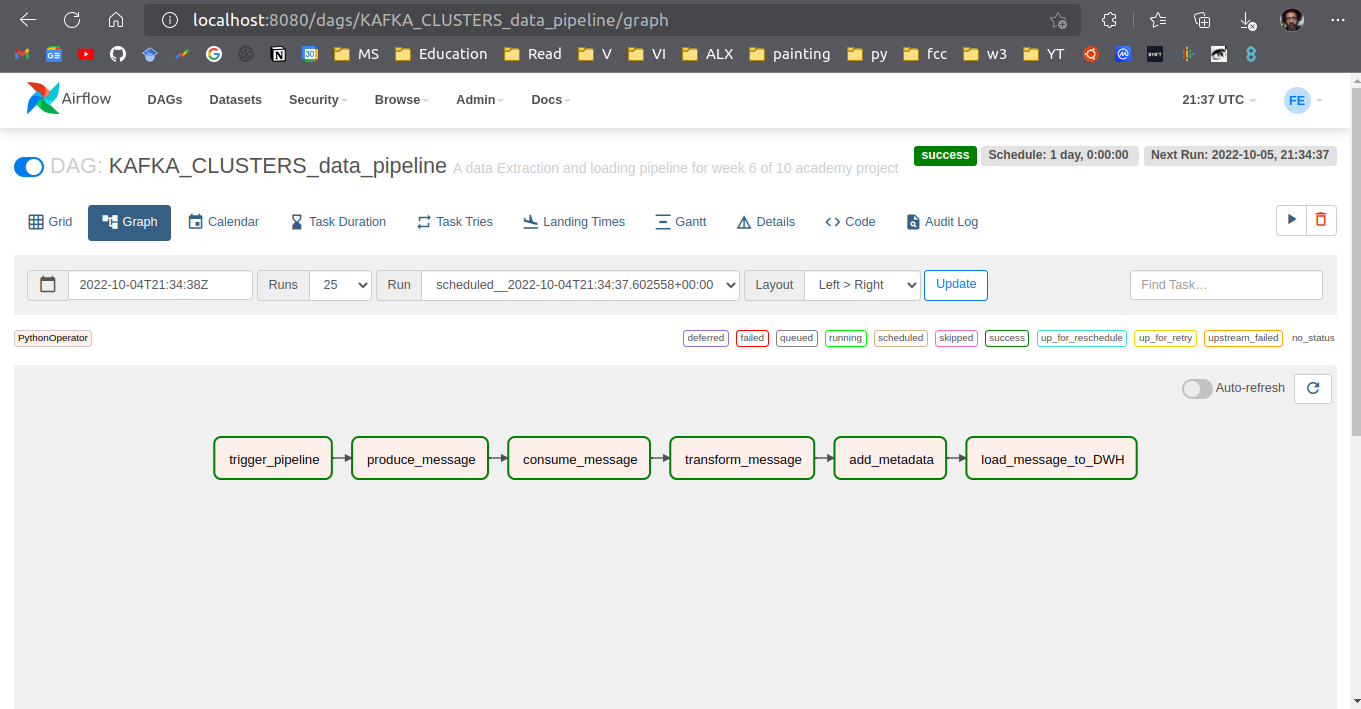 localhost:8080/dags/KAFKA_CLUSTERS_data_pipeline/graph
MS Education Read V VI ALX painting py fcc w3 YT
Airflow DAGs Datasets Security Browse Admin Docs 21:37 UTC FE
DAG: KAFKA_CLUSTERS_data_pipeline A data Extraction and loading pipeline for week 6 of 10 academy project success Schedule: 1 day, 0:00:00 Next Run: 2022-10-05, 21:34:37
Grid Graph Calendar Task Duration Task Tries Landing Times Gantt Details Code Audit Log
2022-10-04T21:34:38Z Runs 25 Run scheduled__2022-10-04T21:34:37.602558+00:00 Layout Left > Right Update Find Task…
PythonOperator deferred failed queued running scheduled skipped success up_for_reschedule up_for_retry upstream_failed no_status
Auto-refresh
trigger_pipeline produce_message consume_message transform_message add_metadata load_message_to_DWH